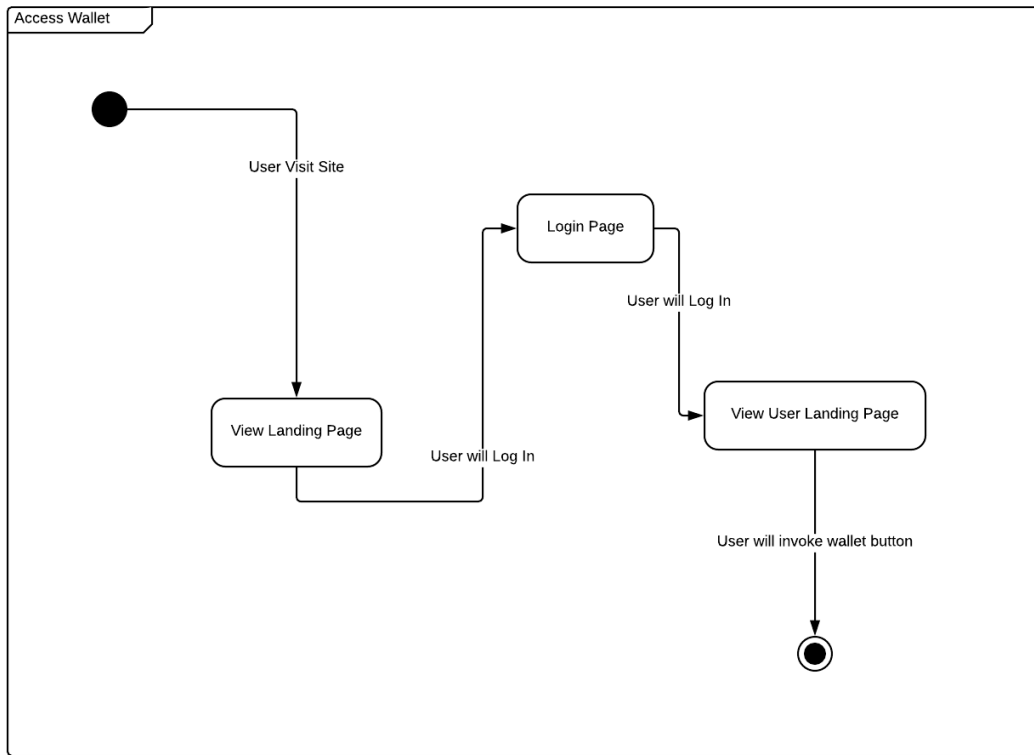 Access Wallet
User Visit Site
Login Page
User will Log In
View User Landing Page
View Landing Page
User will Log In
User will invoke wallet button